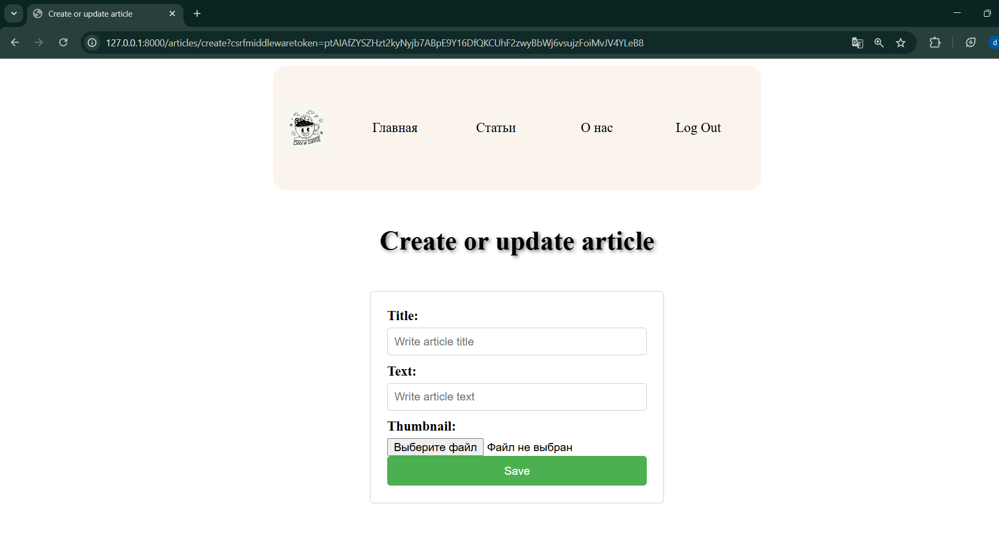 Create or update article
127.0.0.1:8000/articles/create?csrfmiddlewaretoken=ptAIAfZYSZHzt2kyNyjb7ABpE9Y16DfQKCUhF2zwyBbWj6vsujzFoiMvJV4YLeB8
d
DAY of COFFEE
Главная
Статьи
О нас
Log Out
Create or update article
Title:
Write article title
Text:
Write article text
Thumbnail:
Выберите файл Файл не выбран
Save